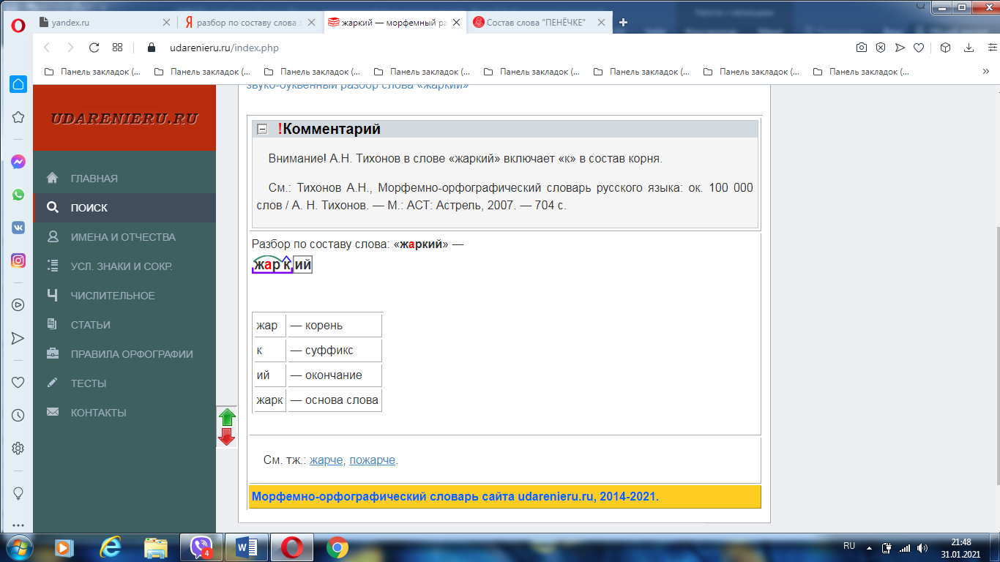 yandex.ru
разбор по составу слова
жаркий — морфемный ра
Состав слова "ПЕНЁЧКЕ"
udarenieru.ru/index.php
Панель закладок (...
Панель закладок (...
Панель закладок (...
Панель закладок (...
Панель закладок (...
Панель закладок (...
Панель закладок (...
Панель закладок (...
UDARENIERU.RU
ГЛАВНАЯ
ПОИСК
ИМЕНА И ОТЧЕСТВА
УСЛ. ЗНАКИ И СОКР.
ЧИСЛИТЕЛЬНОЕ
СТАТЬИ
ПРАВИЛА ОРФОГРАФИИ
ТЕСТЫ
КОНТАКТЫ
звуко-буквенный разбор слова «жаркий»
!Комментарий
Внимание! А.Н. Тихонов в слове «жаркий» включает «к» в состав корня.
См.: Тихонов А.Н., Морфемно-орфографический словарь русского языка: ок. 100 000
слов / А. Н. Тихонов. — М.: АСТ: Астрель, 2007. — 704 с.
Разбор по составу слова: «жаркий» —
жаркий
жар — корень
к — суффикс
ий — окончание
жарк — основа слова
См. тж.: жарче, пожарче.
Морфемно-орфографический словарь сайта udarenieru.ru, 2014-2021.
4
RU
21:48
31.01.2021